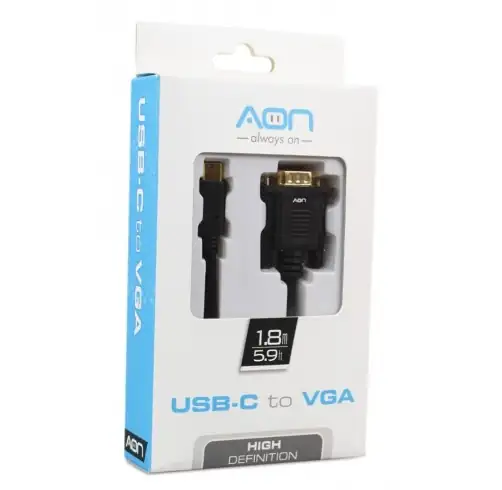 AON
always on
AON
1.8m
5.9ft
USB-C to VGA
HIGH
DEFINITION
USB-C to VGA
AON